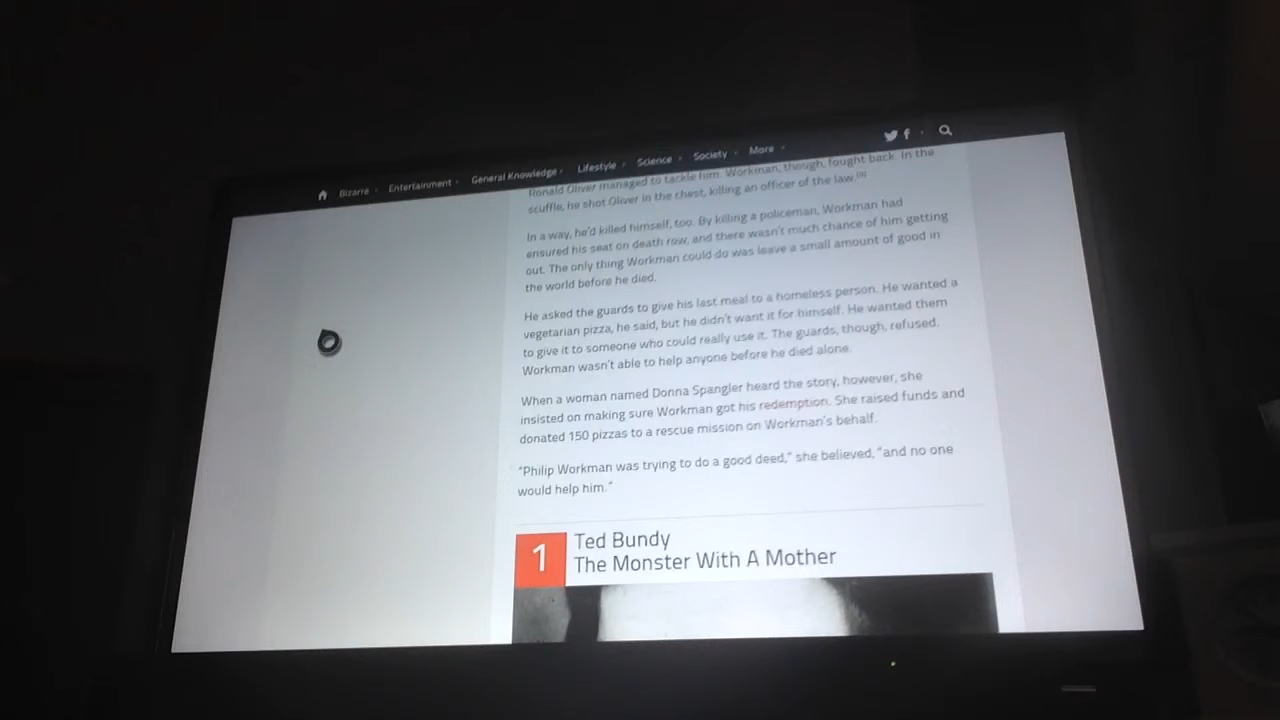 Bizarre Entertainment General Knowledge Lifestyle Science Society More
Ronald Oliver managed to tackle him. Workman, though, fought back. In the
scuffle, he shot Oliver in the chest, killing an officer of the law.
In a way, he'd killed himself, too. By killing a policeman, Workman had
ensured his seat on death row, and there wasn't much chance of him getting
out. The only thing Workman could do was leave a small amount of good in
the world before he died.
He asked the guards to give his last meal to a homeless person. He wanted a
vegetarian pizza, he said, but he didn't want it for himself. He wanted them
to give it to someone who could really use it. The guards, though, refused.
Workman wasn't able to help anyone before he died alone.
When a woman named Donna Spangler heard the story, however, she
insisted on making sure Workman got his redemption. She raised funds and
donated 150 pizzas to a rescue mission on Workman's behalf.
"Philip Workman was trying to do a good deed," she believed, "and no one
would help him."
1 Ted Bundy
The Monster With A Mother